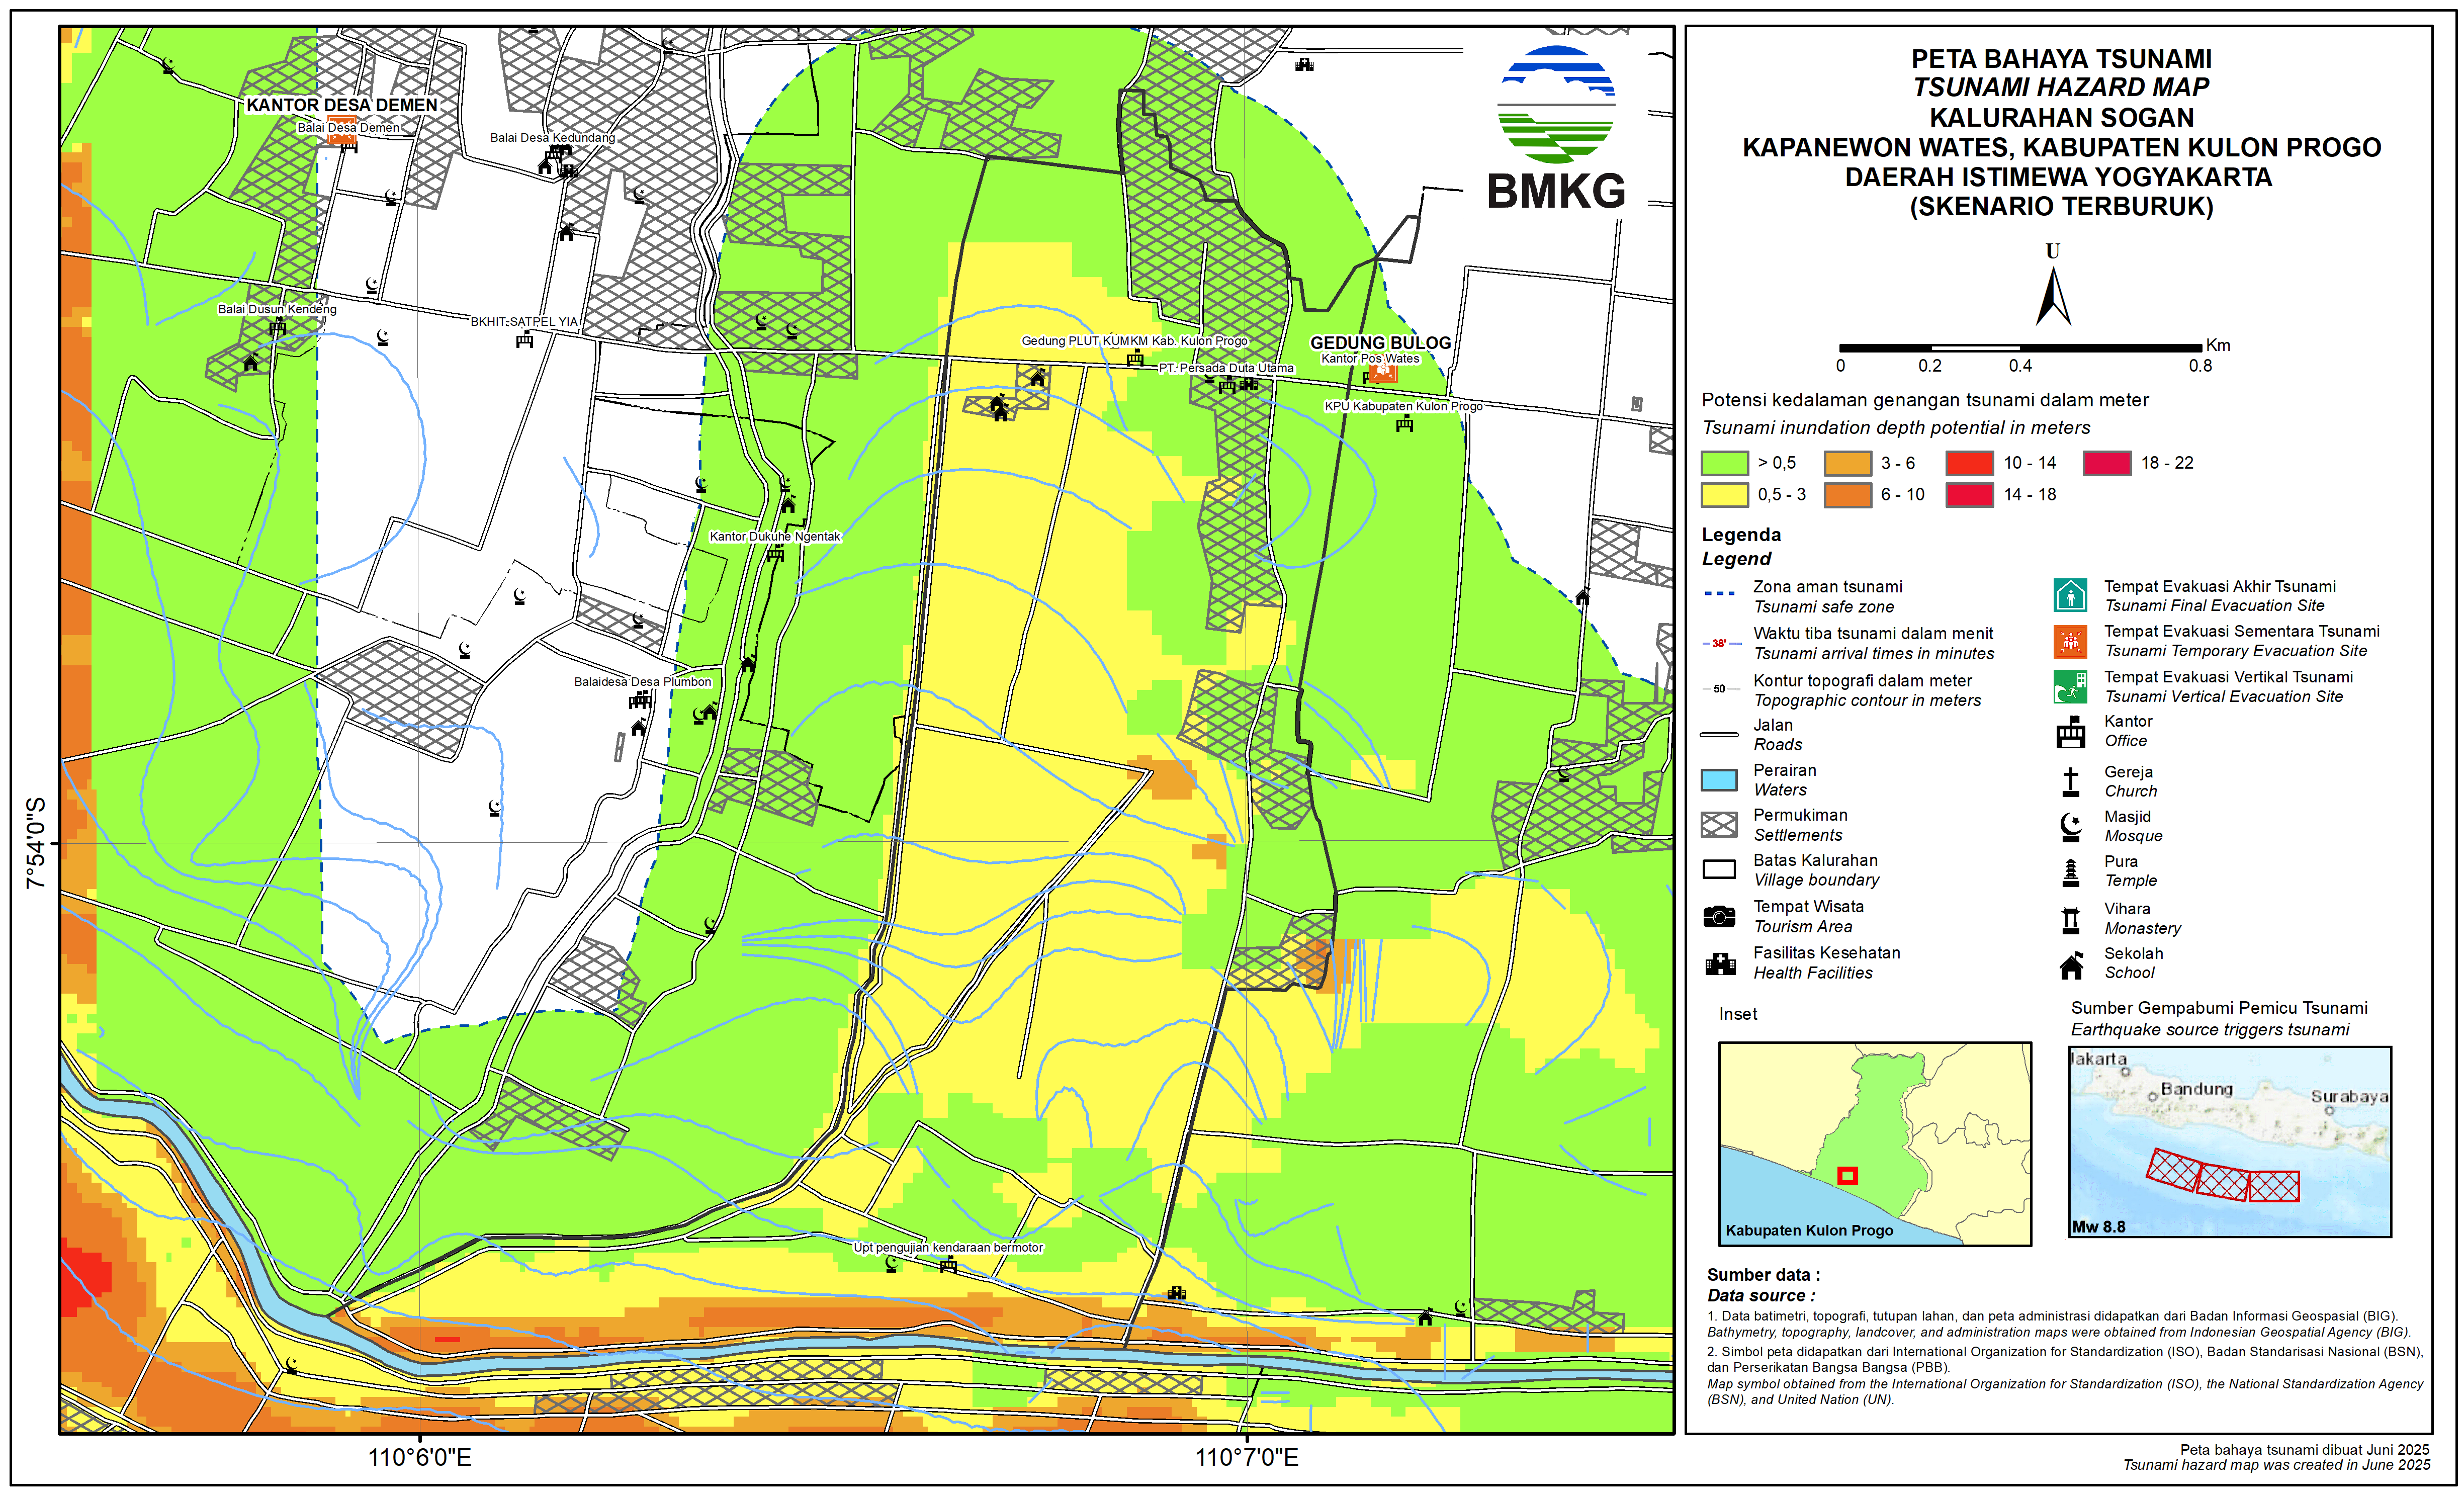 KANTOR DESA DEMEN
Balai Desa Demen
Balai Desa Kedundang
Balai Dusun Kendeng
BKHIT-SATPEL YIA
Gedung PLUT KUMKM Kab. Kulon Progo
PT. Persada Duta Utama
GEDUNG BULOG
Kantor Pos Wates
KPU Kabupaten Kulon Progo
Kantor Dukuhe Ngentak
Balaidesa Desa Plumbon
Upt pengujian kendaraan bermotor
BMKG
7°54'0"S
110°6'0"E
110°7'0"E
PETA BAHAYA TSUNAMI
TSUNAMI HAZARD MAP
KALURAHAN SOGAN
KAPANEWON WATES, KABUPATEN KULON PROGO
DAERAH ISTIMEWA YOGYAKARTA
(SKENARIO TERBURUK)
U
Km
0 0.2 0.4 0.8
Potensi kedalaman genangan tsunami dalam meter
Tsunami inundation depth potential in meters
> 0,5
3 - 6
10 - 14
18 - 22
0,5 - 3
6 - 10
14 - 18
Legenda
Legend
Zona aman tsunami
Tsunami safe zone
38'
Waktu tiba tsunami dalam menit
Tsunami arrival times in minutes
50
Kontur topografi dalam meter
Topographic contour in meters
Jalan
Roads
Perairan
Waters
Permukiman
Settlements
Batas Kalurahan
Village boundary
Tempat Wisata
Tourism Area
Fasilitas Kesehatan
Health Facilities
Tempat Evakuasi Akhir Tsunami
Tsunami Final Evacuation Site
Tempat Evakuasi Sementara Tsunami
Tsunami Temporary Evacuation Site
Tempat Evakuasi Vertikal Tsunami
Tsunami Vertical Evacuation Site
Kantor
Office
Gereja
Church
Masjid
Mosque
Pura
Temple
Vihara
Monastery
Sekolah
School
Inset
Kabupaten Kulon Progo
Sumber Gempabumi Pemicu Tsunami
Earthquake source triggers tsunami
Jakarta
Bandung
Surabaya
Mw 8.8
Sumber data :
Data source :
1. Data batimetri, topografi, tutupan lahan, dan peta administrasi didapatkan dari Badan Informasi Geospasial (BIG).
Bathymetry, topography, landcover, and administration maps were obtained from Indonesian Geospatial Agency (BIG).
2. Simbol peta didapatkan dari International Organization for Standardization (ISO), Badan Standarisasi Nasional (BSN),
dan Perserikatan Bangsa Bangsa (PBB).
Map symbol obtained from the International Organization for Standardization (ISO), the National Standardization Agency
(BSN), and United Nation (UN).
Peta bahaya tsunami dibuat Juni 2025
Tsunami hazard map was created in June 2025